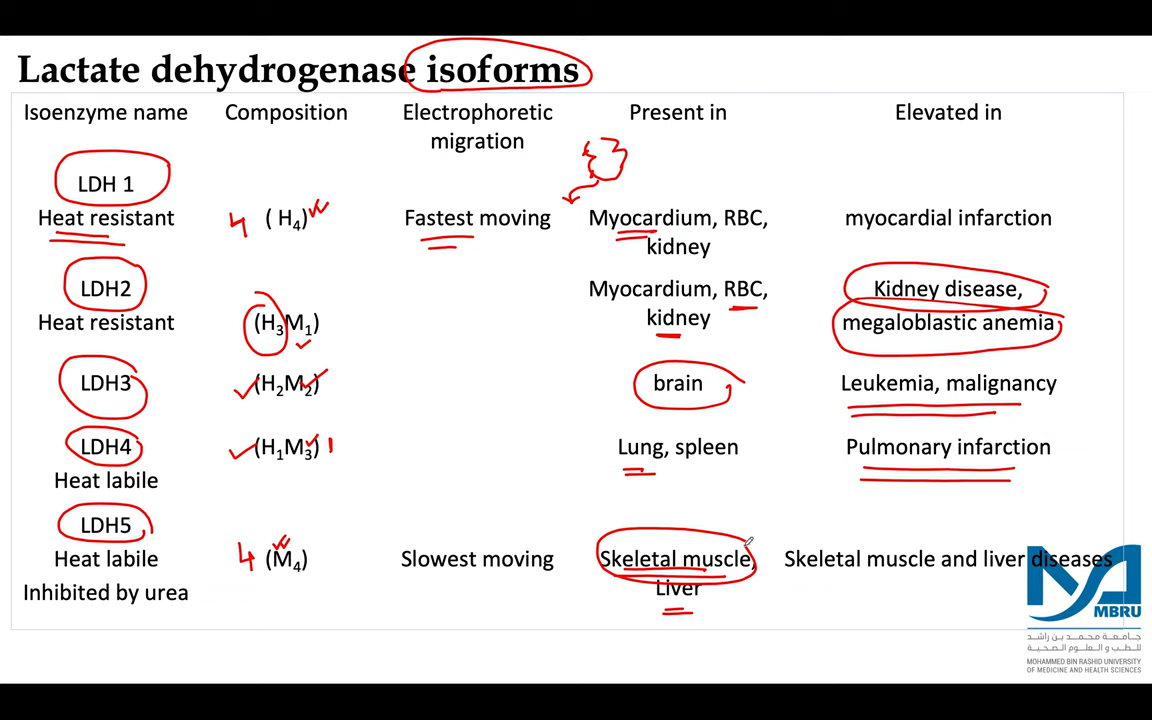 Lactate dehydrogenase isoforms
Isoenzyme name Composition Electrophoretic migration Present in Elevated in
LDH 1
Heat resistant 4 (H₄) Fastest moving Myocardium, RBC, kidney myocardial infarction
LDH2
Heat resistant (H₃M₁) Myocardium, RBC, kidney Kidney disease, megaloblastic anemia
LDH3 (H₂M₂) brain Leukemia, malignancy
LDH4 (H₁M₃) Lung, spleen Pulmonary infarction
Heat labile
LDH5
Heat labile 4 (M₄) Slowest moving Skeletal muscle, Liver Skeletal muscle and liver diseases
Inhibited by urea
MBRU
جامعة محمد بن راشد
للطب و العلوم الصحية
MOHAMMED BIN RASHID UNIVERSITY
OF MEDICINE AND HEALTH SCIENCES